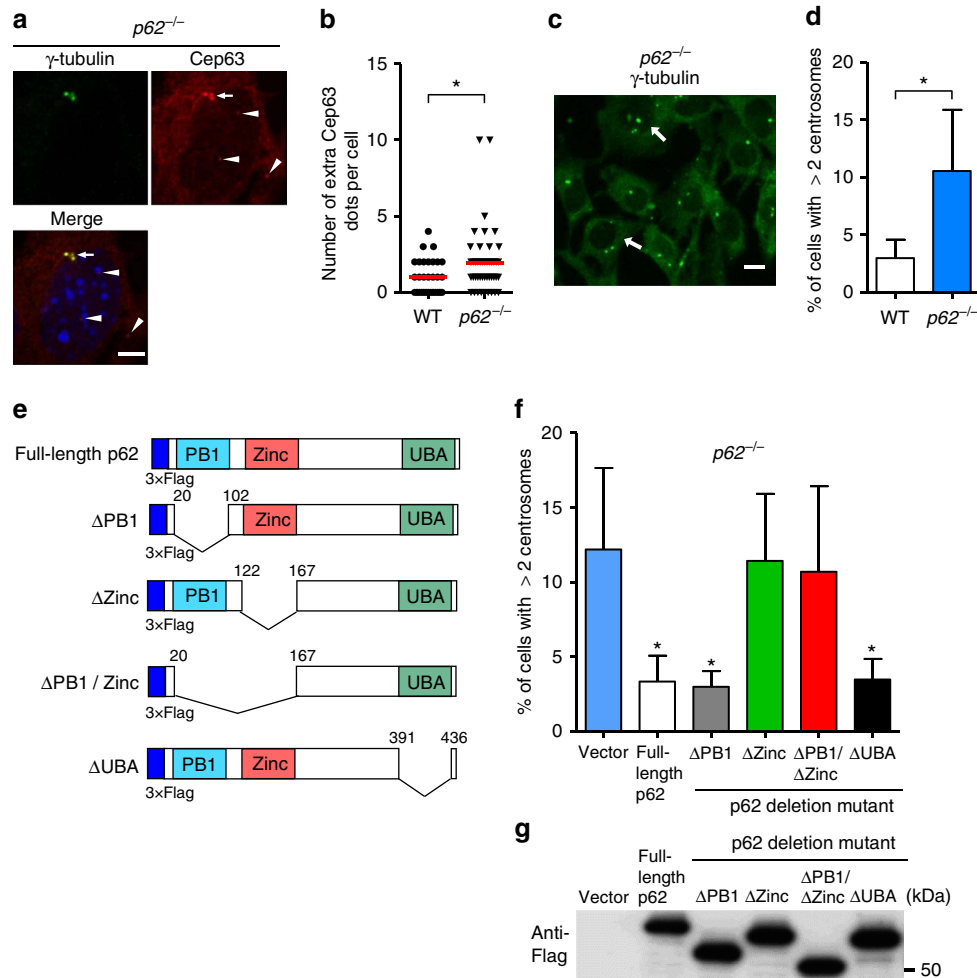 a
p62–/–
γ-tubulin
Cep63
Merge
b
Number of extra Cep63
dots per cell
15
10
5
0
*
WT
p62–/–
c
p62–/–
γ-tubulin
d
% of cells with > 2 centrosomes
20
15
10
5
0
*
WT
p62–/–
e
Full-length p62
PB1
Zinc
UBA
3×Flag
20
102
ΔPB1
Zinc
UBA
3×Flag
122
167
ΔZinc
PB1
UBA
3×Flag
20
167
ΔPB1 / Zinc
UBA
3×Flag
391
436
ΔUBA
PB1
Zinc
3×Flag
f
% of cells with > 2 centrosomes
20
15
10
5
0
p62–/–
*
*
*
Vector
Full-
length
p62
ΔPB1
ΔZinc
ΔPB1/
ΔZinc
ΔUBA
p62 deletion mutant
g
p62 deletion mutant
Vector
Full-
length
p62
ΔPB1
ΔZinc
ΔPB1/
ΔZinc
ΔUBA
(kDa)
Anti-
Flag
50